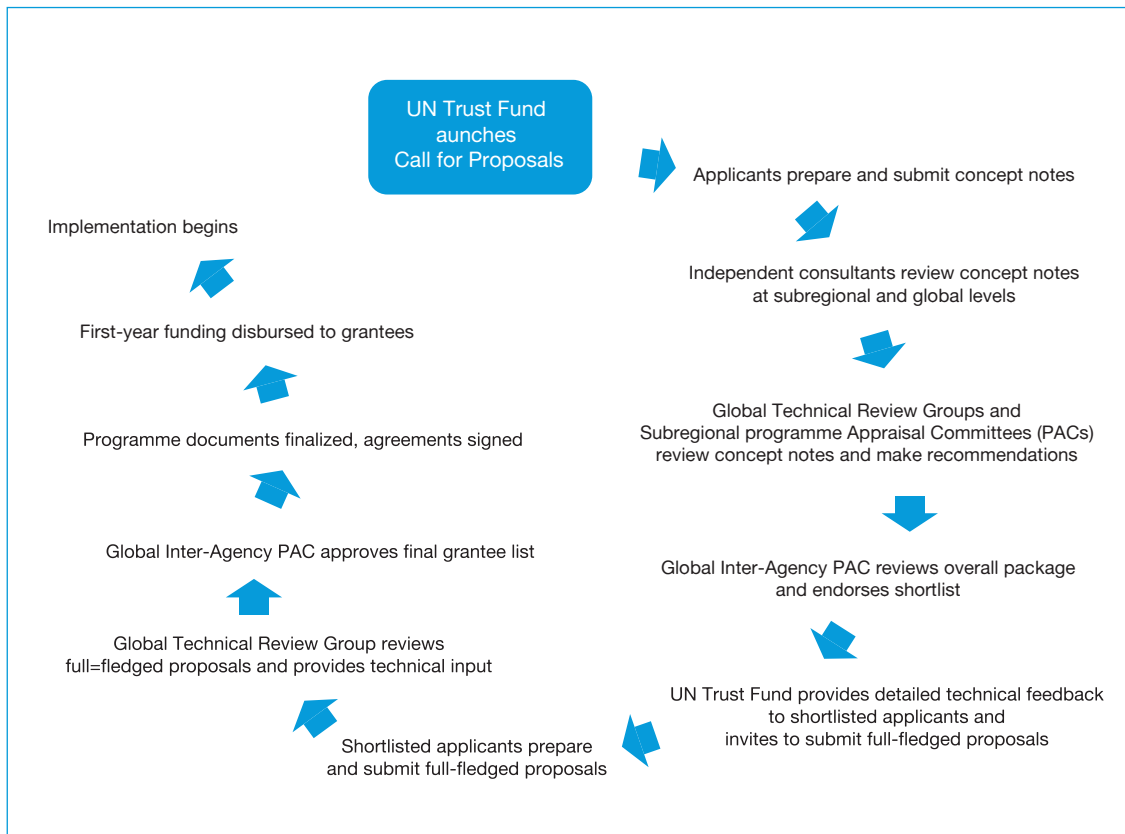 UN Trust Fund
aunches
Call for Proposals
Applicants prepare and submit concept notes
Independent consultants review concept notes
at subregional and global levels
Global Technical Review Groups and
Subregional programme Appraisal Committees (PACs)
review concept notes and make recommendations
Global Inter-Agency PAC reviews overall package
and endorses shortlist
UN Trust Fund provides detailed technical feedback
to shortlisted applicants and
invites to submit full-fledged proposals
Shortlisted applicants prepare
and submit full-fledged proposals
Global Technical Review Group reviews
full=fledged proposals and provides technical input
Global Inter-Agency PAC approves final grantee list
Programme documents finalized, agreements signed
First-year funding disbursed to grantees
Implementation begins